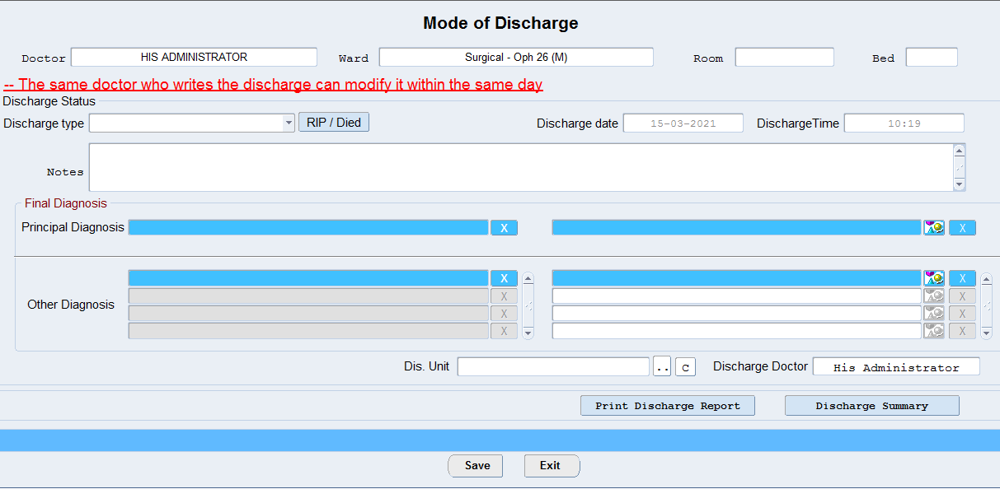 Mode of Discharge
Doctor HIS ADMINISTRATOR Ward Surgical - Oph 26 (M) Room Bed
-- The same doctor who writes the discharge can modify it within the same day
Discharge Status
Discharge type RIP / Died Discharge date 15-03-2021 DischargeTime 10:19
Notes
Final Diagnosis
Principal Diagnosis X X
X X
X X
Other Diagnosis
X X
X X
Dis. Unit .. C Discharge Doctor His Administrator
Print Discharge Report Discharge Summary
Save Exit